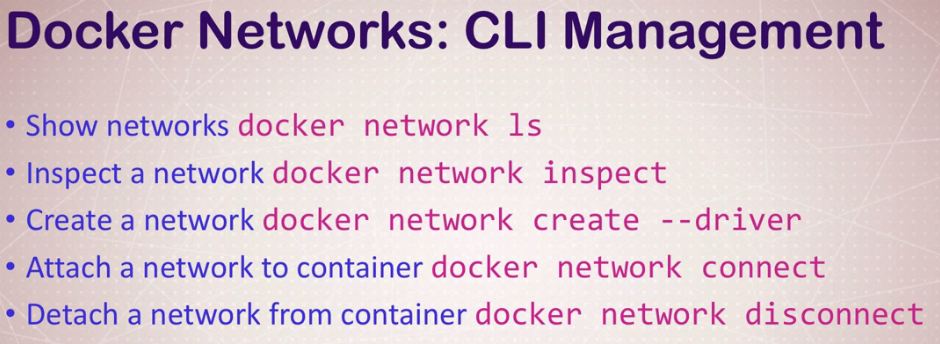 Docker Networks: CLI Management
• Show networks docker network ls
• Inspect a network docker network inspect
• Create a network docker network create --driver
• Attach a network to container docker network connect
• Detach a network from container docker network disconnect